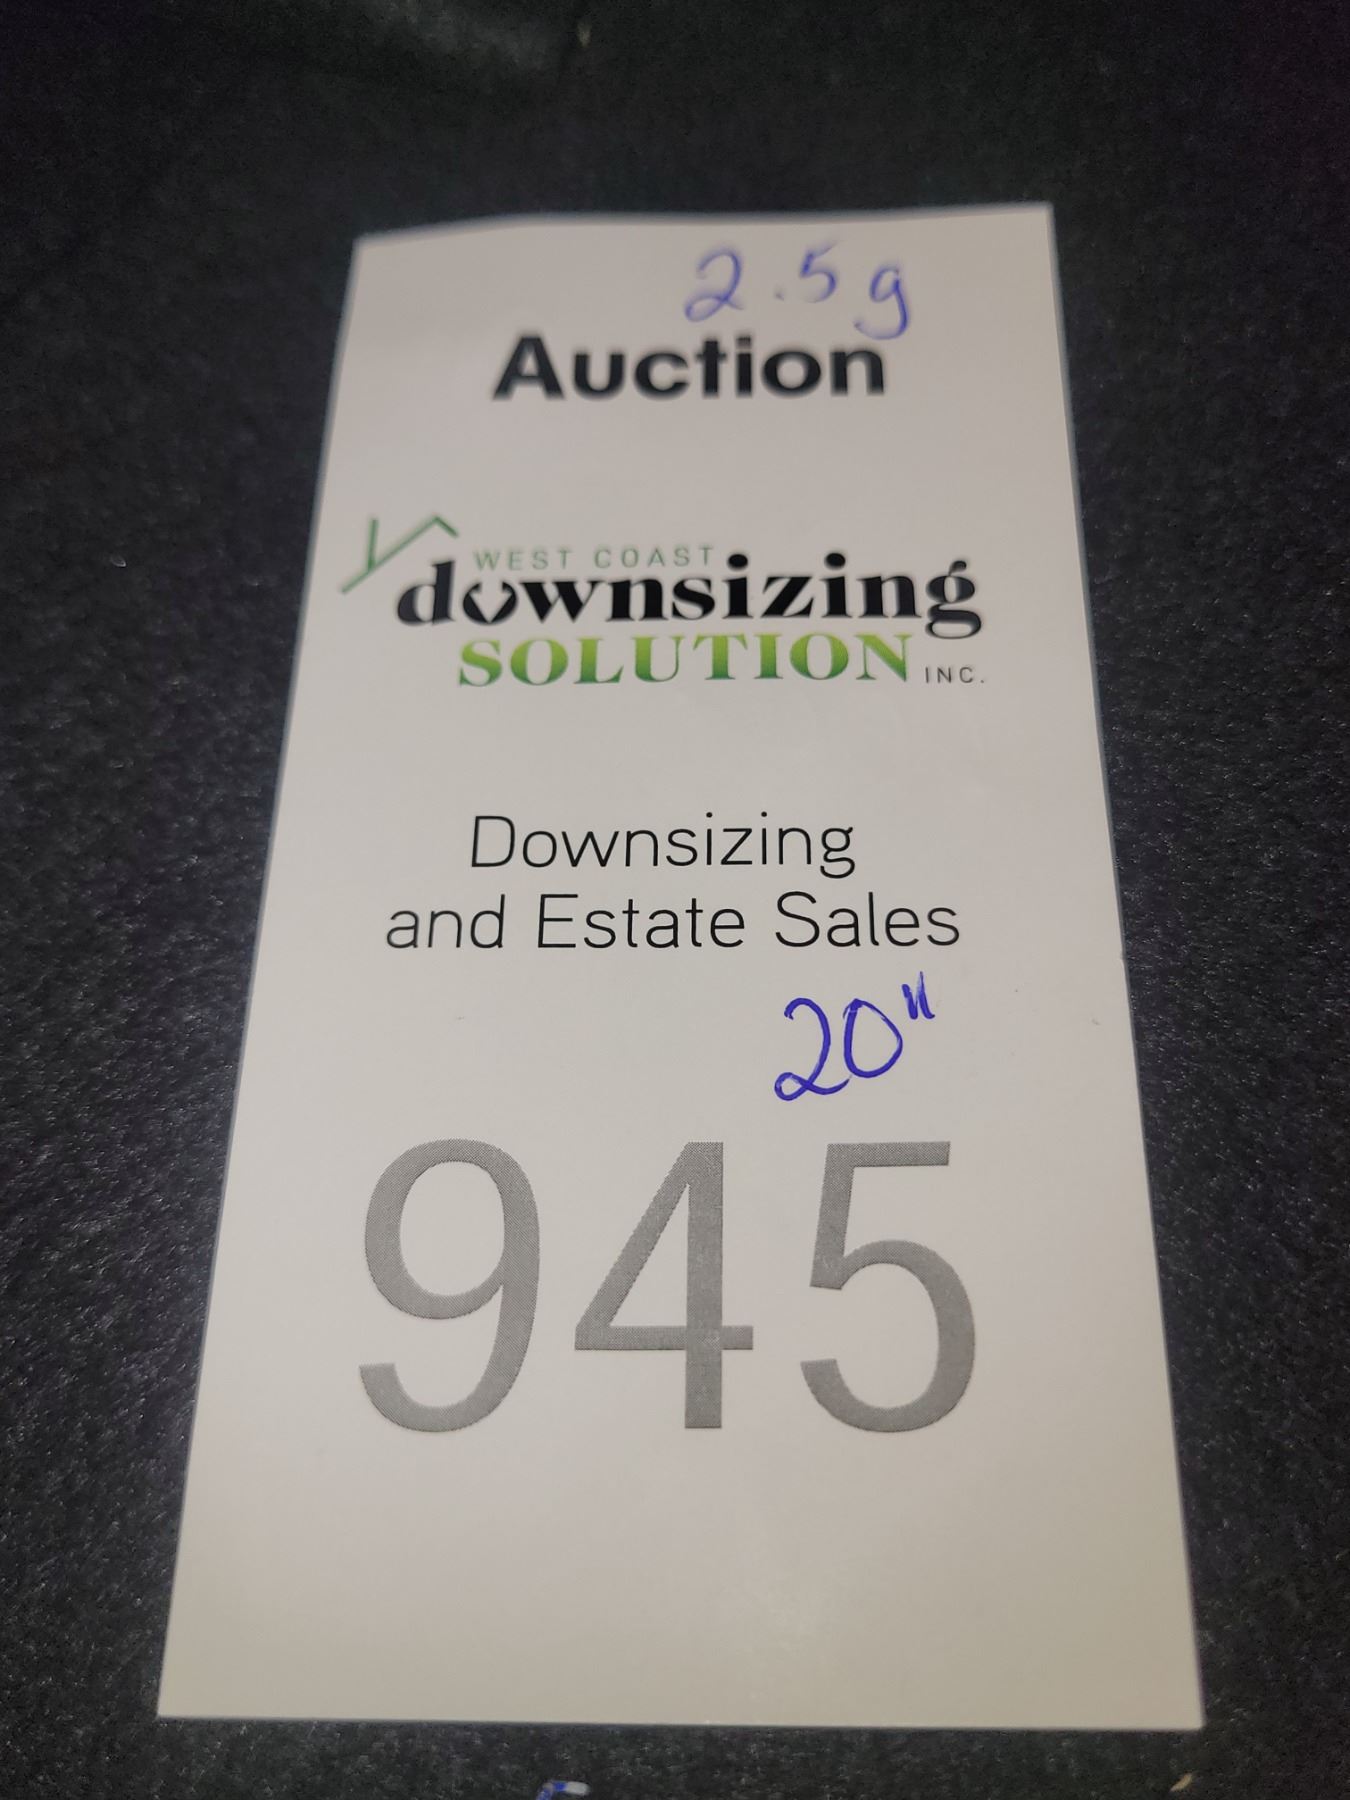 2.5g
Auction
WEST COAST
downsizing
SOLUTION INC.
Downsizing
and Estate Sales
20"
945